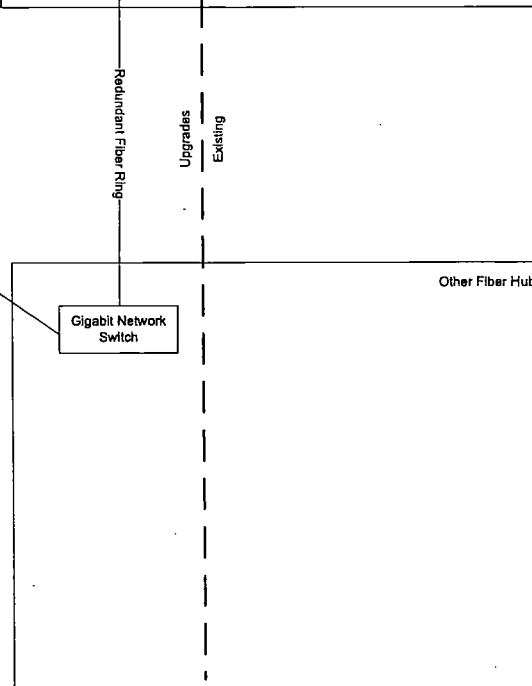 Redundant Fiber Ring
Upgrades
Existing
Other Fiber Hub
Gigabit Network
Switch